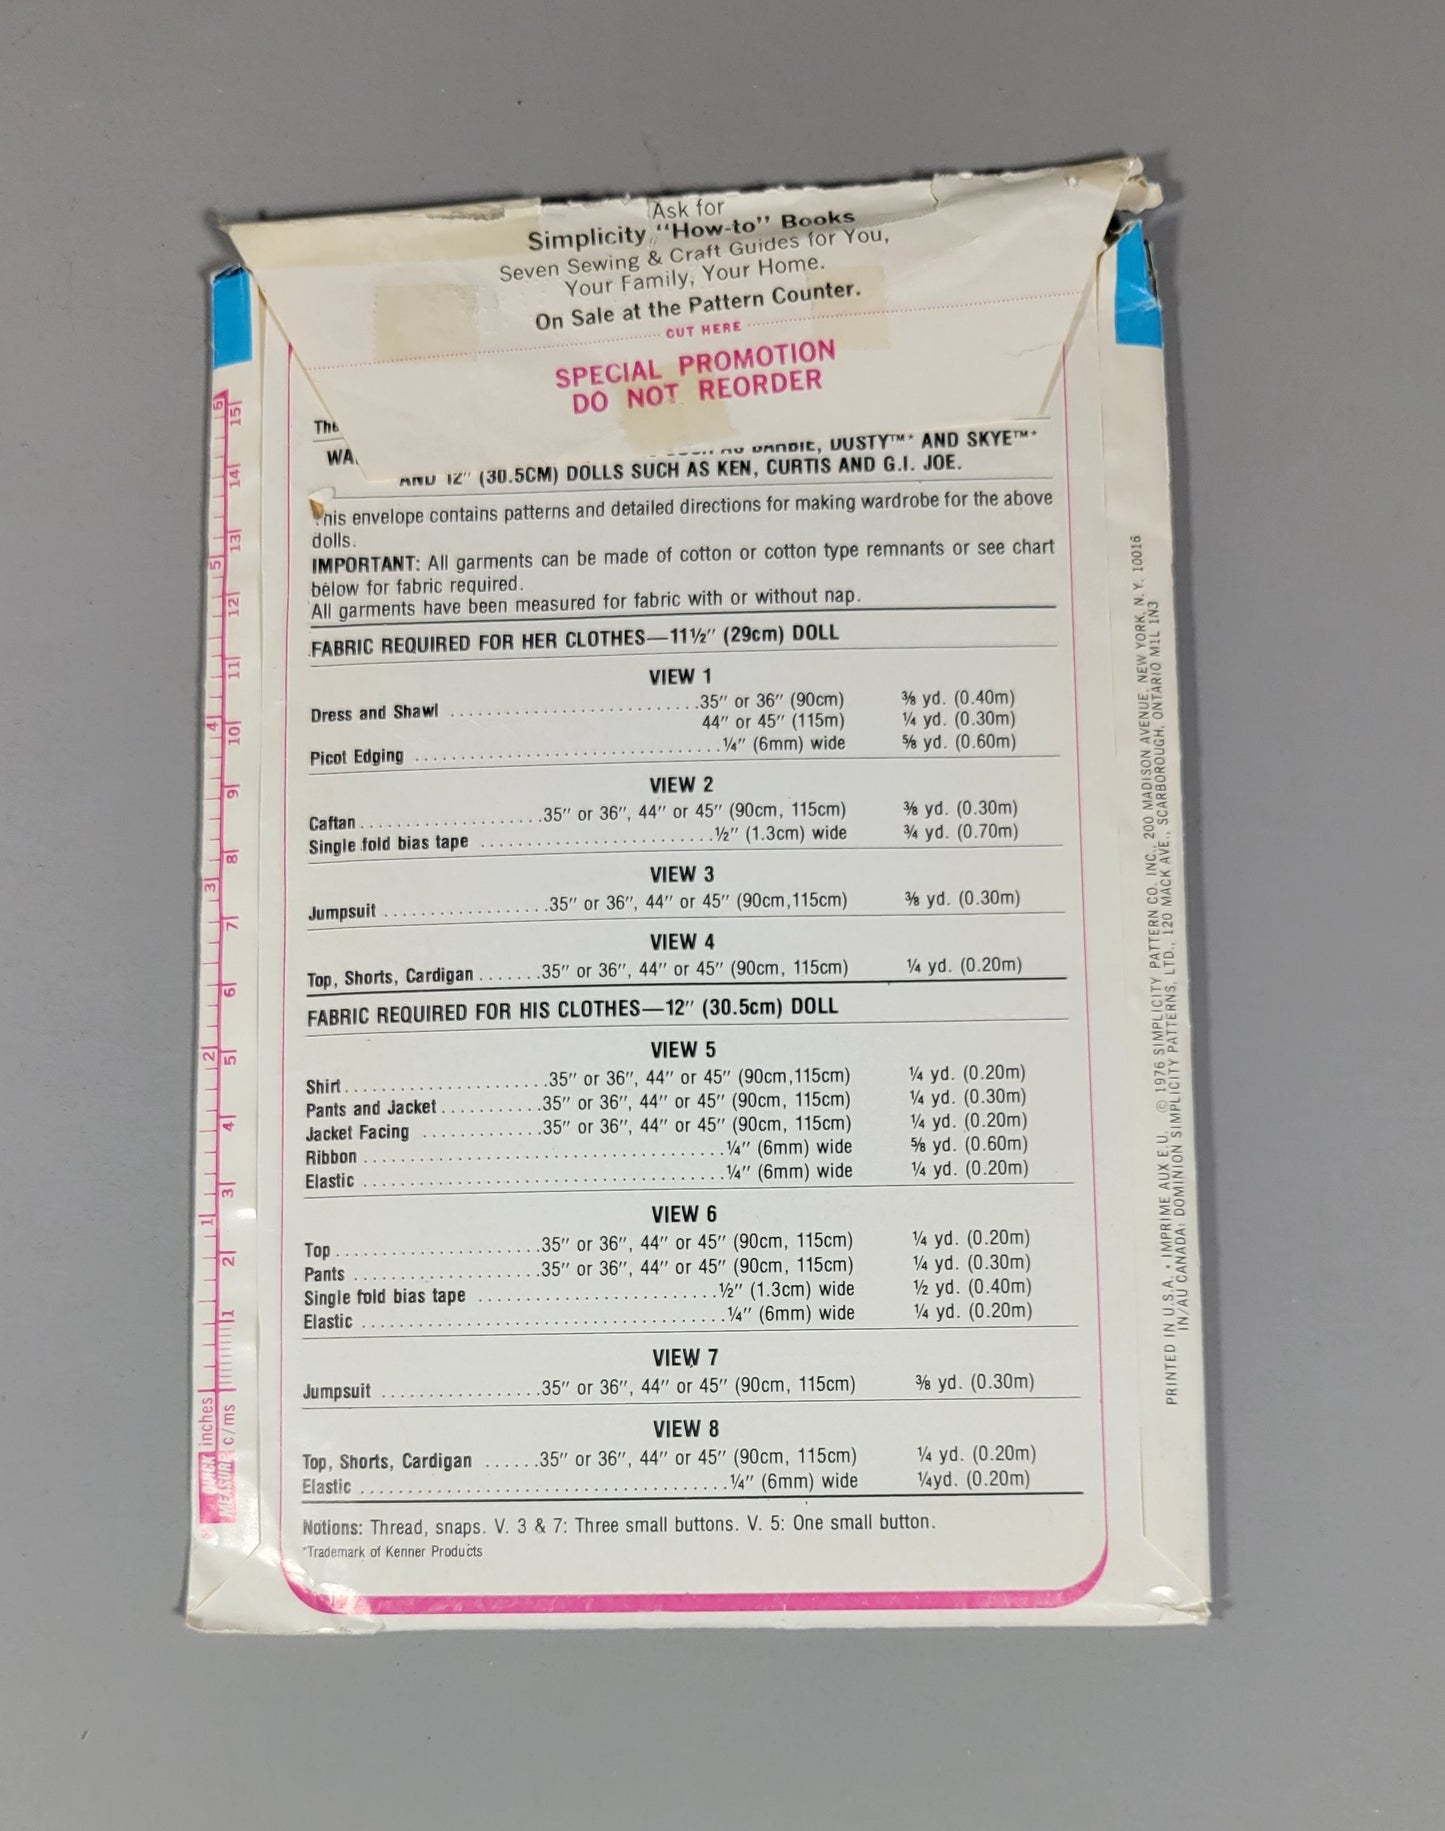 Ask for
Simplicity "How-to" Books
Seven Sewing & Craft Guides for You,
Your Family, Your Home.
On Sale at the Pattern Counter.
CUT HERE
SPECIAL PROMOTION
DO NOT REORDER
BARBIE, DUSTY™* AND SKYE™*
AND 12" (30.5CM) DOLLS SUCH AS KEN, CURTIS AND G.I. JOE.
This envelope contains patterns and detailed directions for making wardrobe for the above
dolls.
IMPORTANT: All garments can be made of cotton or cotton type remnants or see chart
below for fabric required.
All garments have been measured for fabric with or without nap.
FABRIC REQUIRED FOR HER CLOTHES—11½" (29cm) DOLL
VIEW 1
Dress and Shawl ........................35" or 36" (90cm) ⅜ yd. (0.40m)
44" or 45" (115m) ¼ yd. (0.30m)
Picot Edging .............................¼" (6mm) wide ⅝ yd. (0.60m)
VIEW 2
Caftan..................35" or 36", 44" or 45" (90cm, 115cm) ⅜ yd. (0.30m)
Single fold bias tape ......................½" (1.3cm) wide ¾ yd. (0.70m)
VIEW 3
Jumpsuit ................35" or 36", 44" or 45" (90cm,115cm) ⅜ yd. (0.30m)
VIEW 4
Top, Shorts, Cardigan.......35" or 36", 44" or 45" (90cm, 115cm) ¼ yd. (0.20m)
FABRIC REQUIRED FOR HIS CLOTHES—12" (30.5cm) DOLL
VIEW 5
Shirt....................35" or 36", 44" or 45" (90cm,115cm) ¼ yd. (0.20m)
Pants and Jacket...........35" or 36", 44" or 45" (90cm, 115cm) ¼ yd. (0.30m)
Jacket Facing .............35" or 36", 44" or 45" (90cm, 115cm) ¼ yd. (0.20m)
Ribbon ..................................¼" (6mm) wide ⅝ yd. (0.60m)
Elastic ..................................¼" (6mm) wide ¼ yd. (0.20m)
VIEW 6
Top....................35" or 36", 44" or 45" (90cm, 115cm) ¼ yd. (0.20m)
Pants ..................35" or 36", 44" or 45" (90cm, 115cm) ¼ yd. (0.30m)
Single fold bias tape .......................½" (1.3cm) wide ½ yd. (0.40m)
Elastic ..................................¼" (6mm) wide ¼ yd. (0.20m)
VIEW 7
Jumpsuit ................35" or 36", 44" or 45" (90cm, 115cm) ⅜ yd. (0.30m)
VIEW 8
Top, Shorts, Cardigan ......35" or 36", 44" or 45" (90cm, 115cm) ¼ yd. (0.20m)
Elastic ..................................¼" (6mm) wide ¼yd. (0.20m)
Notions: Thread, snaps. V. 3 & 7: Three small buttons. V. 5: One small button.
*Trademark of Kenner Products
QUICK MEASURE
inches 1 2 3 4 5 6
c/ms 1 2 3 4 5 6 7 8 9 10 11 12 13 14 15
PRINTED IN U.S.A. • IMPRIME AUX E.U. © 1976 SIMPLICITY PATTERN CO. INC., 200 MADISON AVENUE, NEW YORK, N. Y. 10016
IN/AU CANADA: DOMINION SIMPLICITY PATTERNS, LTD., 120 MACK AVE., SCARBOROUGH, ONTARIO M1L 1N3